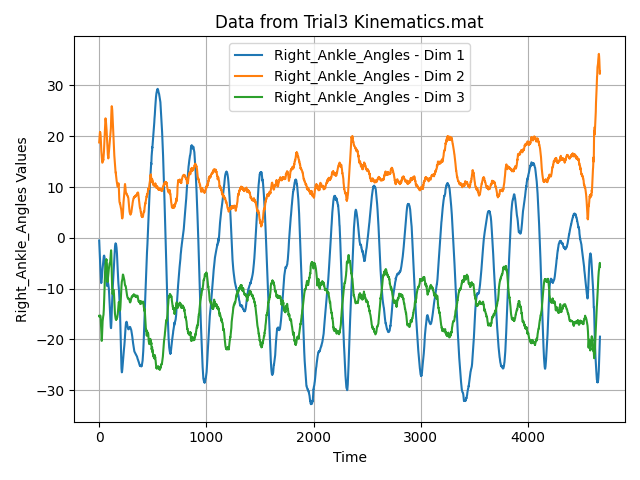 Data from Trial3 Kinematics.mat
Right_Ankle_Angles - Dim 1
Right_Ankle_Angles - Dim 2
Right_Ankle_Angles - Dim 3
Right_Ankle_Angles Values
30
20
10
0
−10
−20
−30
0
1000
2000
3000
4000
Time